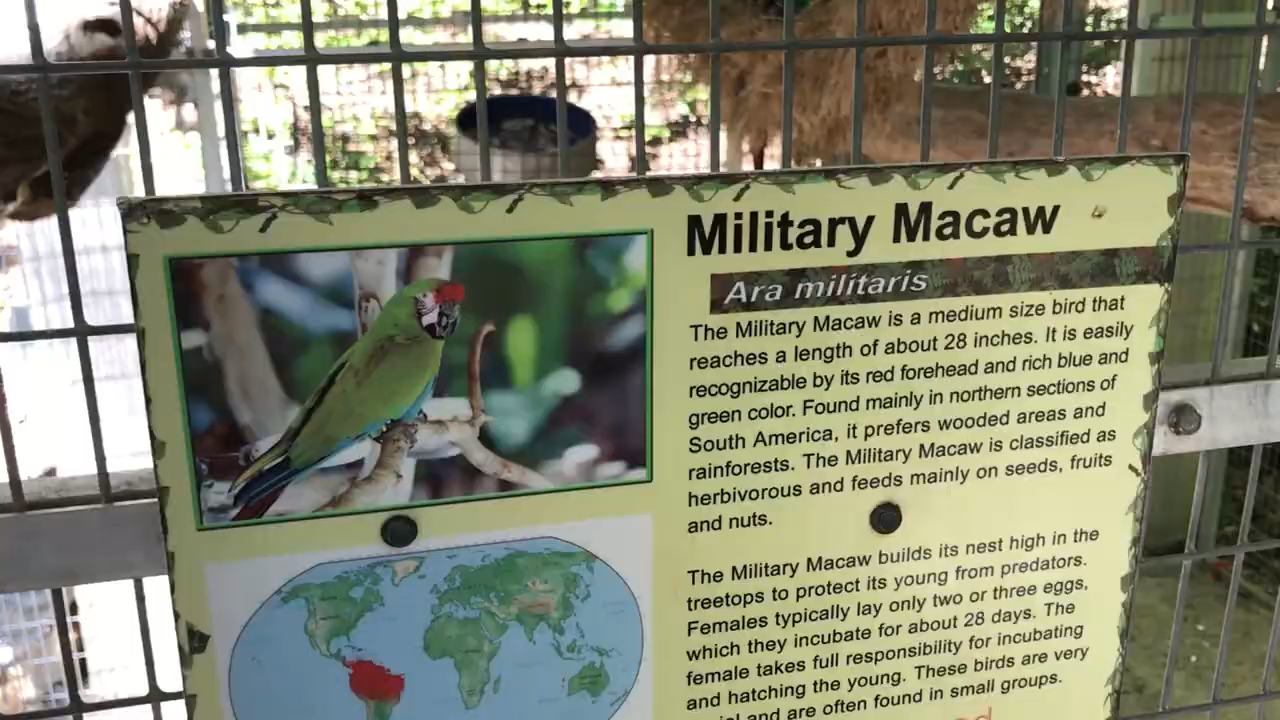 Military Macaw
Ara militaris
The Military Macaw is a medium size bird that
reaches a length of about 28 inches. It is easily
recognizable by its red forehead and rich blue and
green color. Found mainly in northern sections of
South America, it prefers wooded areas and
rainforests. The Military Macaw is classified as
herbivorous and feeds mainly on seeds, fruits
and nuts.
The Military Macaw builds its nest high in the
treetops to protect its young from predators.
Females typically lay only two or three eggs,
which they incubate for about 28 days. The
female takes full responsibility for incubating
and hatching the young. These birds are very
and are often found in small groups.